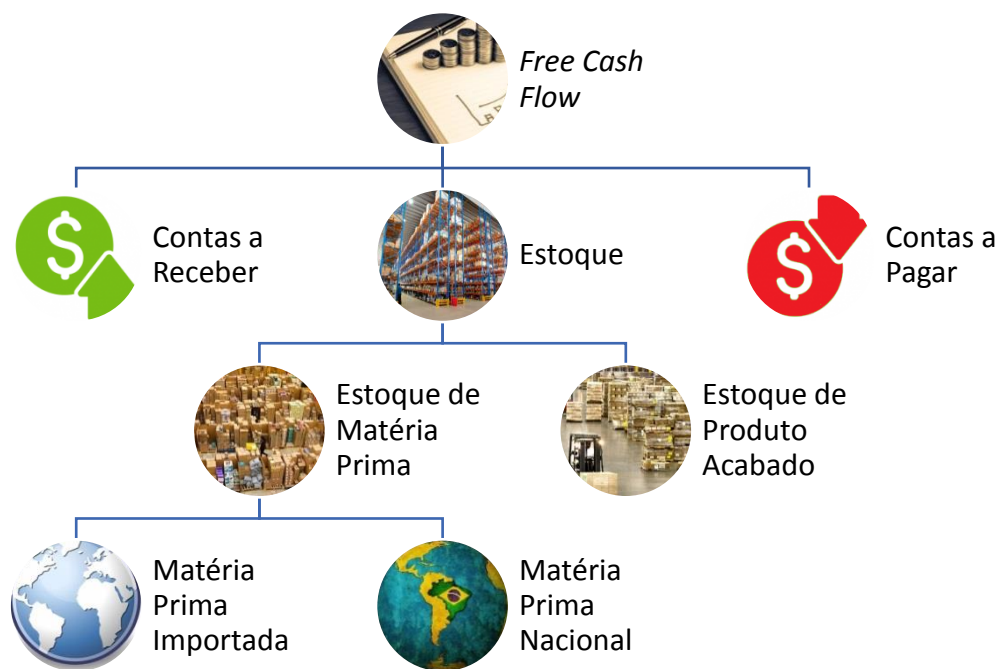 Free Cash
Flow
Contas a
Receber
Estoque
Contas a
Pagar
Estoque de
Matéria
Prima
Estoque de
Produto
Acabado
Matéria
Prima
Importada
Matéria
Prima
Nacional